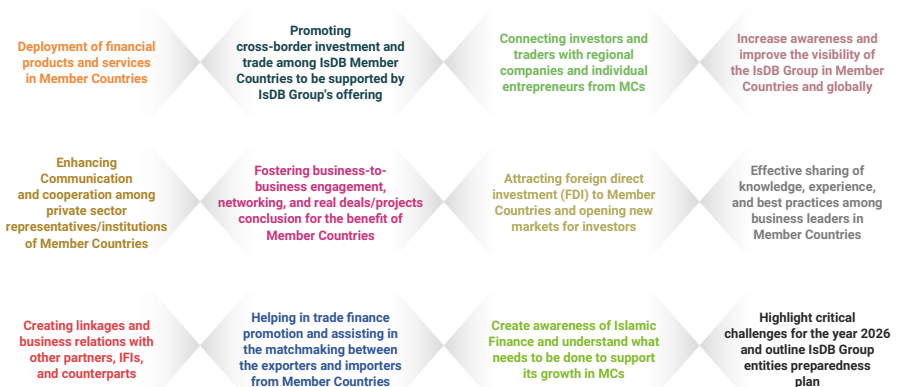 Deployment of financial
products and services
in Member Countries
Promoting
cross-border investment and
trade among IsDB Member
Countries to be supported by
IsDB Group's offering
Connecting investors and
traders with regional
companies and individual
entrepreneurs from MCs
Increase awareness and
improve the visibility of
the IsDB Group in Member
Countries and globally
Enhancing
Communication
and cooperation among
private sector
representatives/institutions
of Member Countries
Fostering business-to-
business engagement,
networking, and real deals/projects
conclusion for the benefit of
Member Countries
Attracting foreign direct
investment (FDI) to Member
Countries and opening new
markets for investors
Effective sharing of
knowledge, experience,
and best practices among
business leaders in
Member Countries
Creating linkages and
business relations with
other partners, IFIs,
and counterparts
Helping in trade finance
promotion and assisting in
the matchmaking between
the exporters and importers
from Member Countries
Create awareness of Islamic
Finance and understand what
needs to be done to support
its growth in MCs
Highlight critical
challenges for the year 2026
and outline IsDB Group
entities preparedness
plan